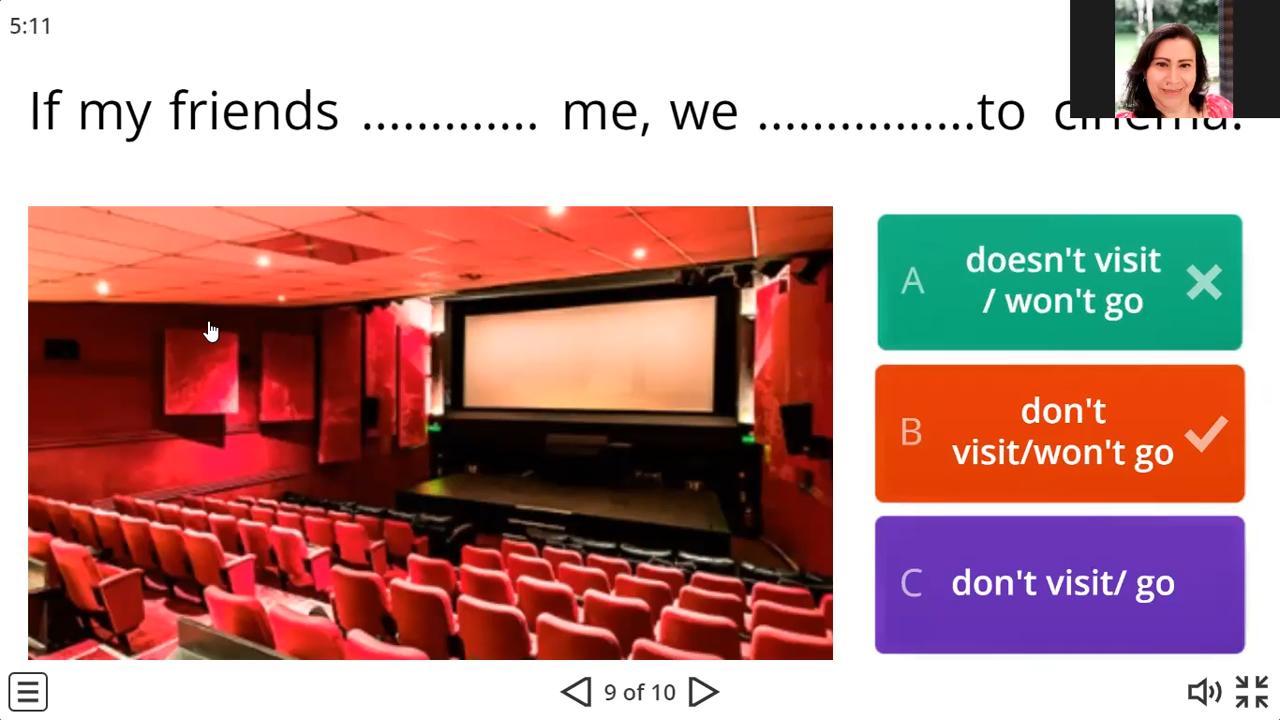 5:11
If my friends ............. me, we ................to cinema.
A doesn't visit
/ won't go
B don't
visit/won't go
C don't visit/ go
9 of 10